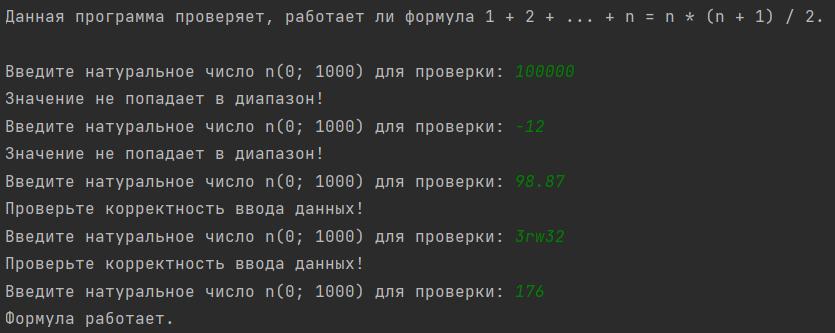 Данная программа проверяет, работает ли формула 1 + 2 + ... + n = n * (n + 1) / 2.
Введите натуральное число n(0; 1000) для проверки: 100000
Значение не попадает в диапазон!
Введите натуральное число n(0; 1000) для проверки: -12
Значение не попадает в диапазон!
Введите натуральное число n(0; 1000) для проверки: 98.87
Проверьте корректность ввода данных!
Введите натуральное число n(0; 1000) для проверки: 3rw32
Проверьте корректность ввода данных!
Введите натуральное число n(0; 1000) для проверки: 176
Формула работает.